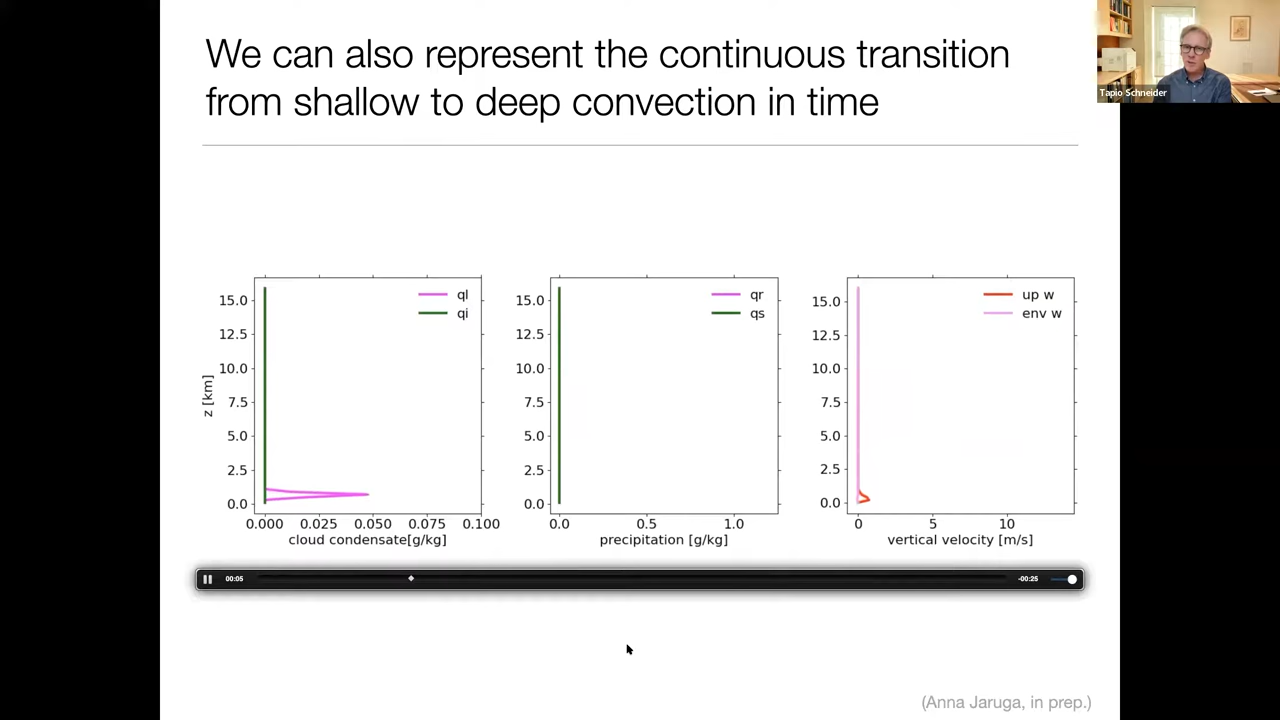 We can also represent the continuous transition
from shallow to deep convection in time
Tapio Schneider
ql
qi
15.0
12.5
10.0
7.5
5.0
2.5
0.0
z [km]
0.000 0.025 0.050 0.075 0.100
cloud condensate[g/kg]
qr
qs
15.0
12.5
10.0
7.5
5.0
2.5
0.0
0.0 0.5 1.0
precipitation [g/kg]
up w
env w
15.0
12.5
10.0
7.5
5.0
2.5
0.0
0 5 10
vertical velocity [m/s]
00:05 -00:25
(Anna Jaruga, in prep.)